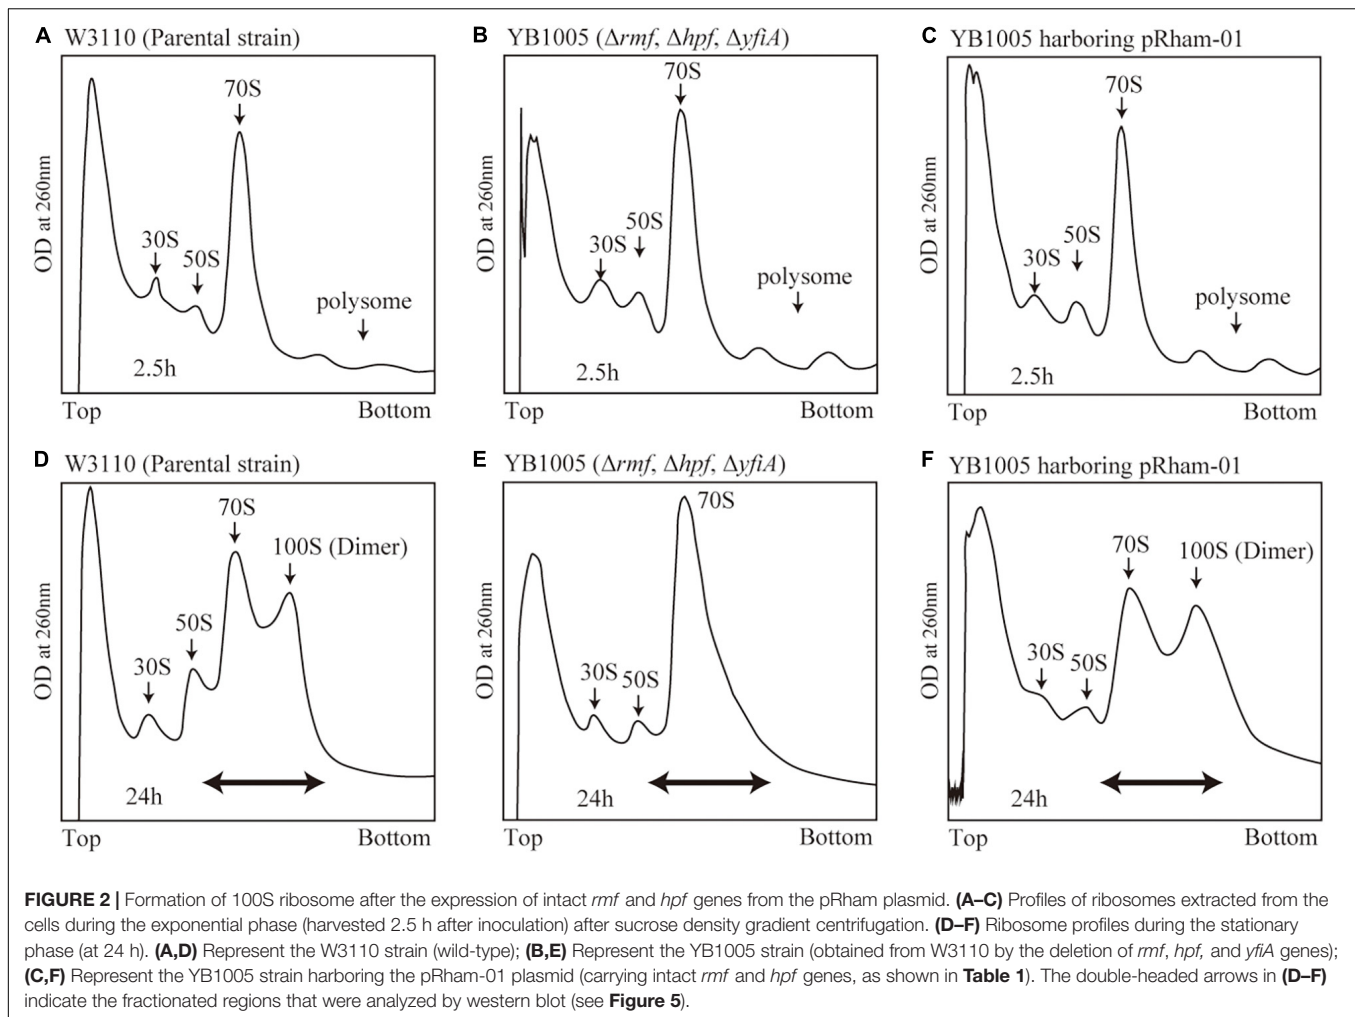 A W3110 (Parental strain)
OD at 260nm
30S
50S
70S
polysome
2.5h
Top
Bottom
B YB1005 (Δrmf, Δhpf, ΔyfiA)
OD at 260nm
30S
50S
70S
polysome
2.5h
Top
Bottom
C YB1005 harboring pRham-01
OD at 260nm
30S
50S
70S
polysome
2.5h
Top
Bottom
D W3110 (Parental strain)
OD at 260nm
30S
50S
70S
100S (Dimer)
24h
Top
Bottom
E YB1005 (Δrmf, Δhpf, ΔyfiA)
OD at 260nm
30S
50S
70S
24h
Top
Bottom
F YB1005 harboring pRham-01
OD at 260nm
30S
50S
70S
100S (Dimer)
24h
Top
Bottom
FIGURE 2 | Formation of 100S ribosome after the expression of intact rmf and hpf genes from the pRham plasmid. (A–C) Profiles of ribosomes extracted from the
cells during the exponential phase (harvested 2.5 h after inoculation) after sucrose density gradient centrifugation. (D–F) Ribosome profiles during the stationary
phase (at 24 h). (A,D) Represent the W3110 strain (wild-type); (B,E) Represent the YB1005 strain (obtained from W3110 by the deletion of rmf, hpf, and yfiA genes);
(C,F) Represent the YB1005 strain harboring the pRham-01 plasmid (carrying intact rmf and hpf genes, as shown in Table 1). The double-headed arrows in (D–F)
indicate the fractionated regions that were analyzed by western blot (see Figure 5).